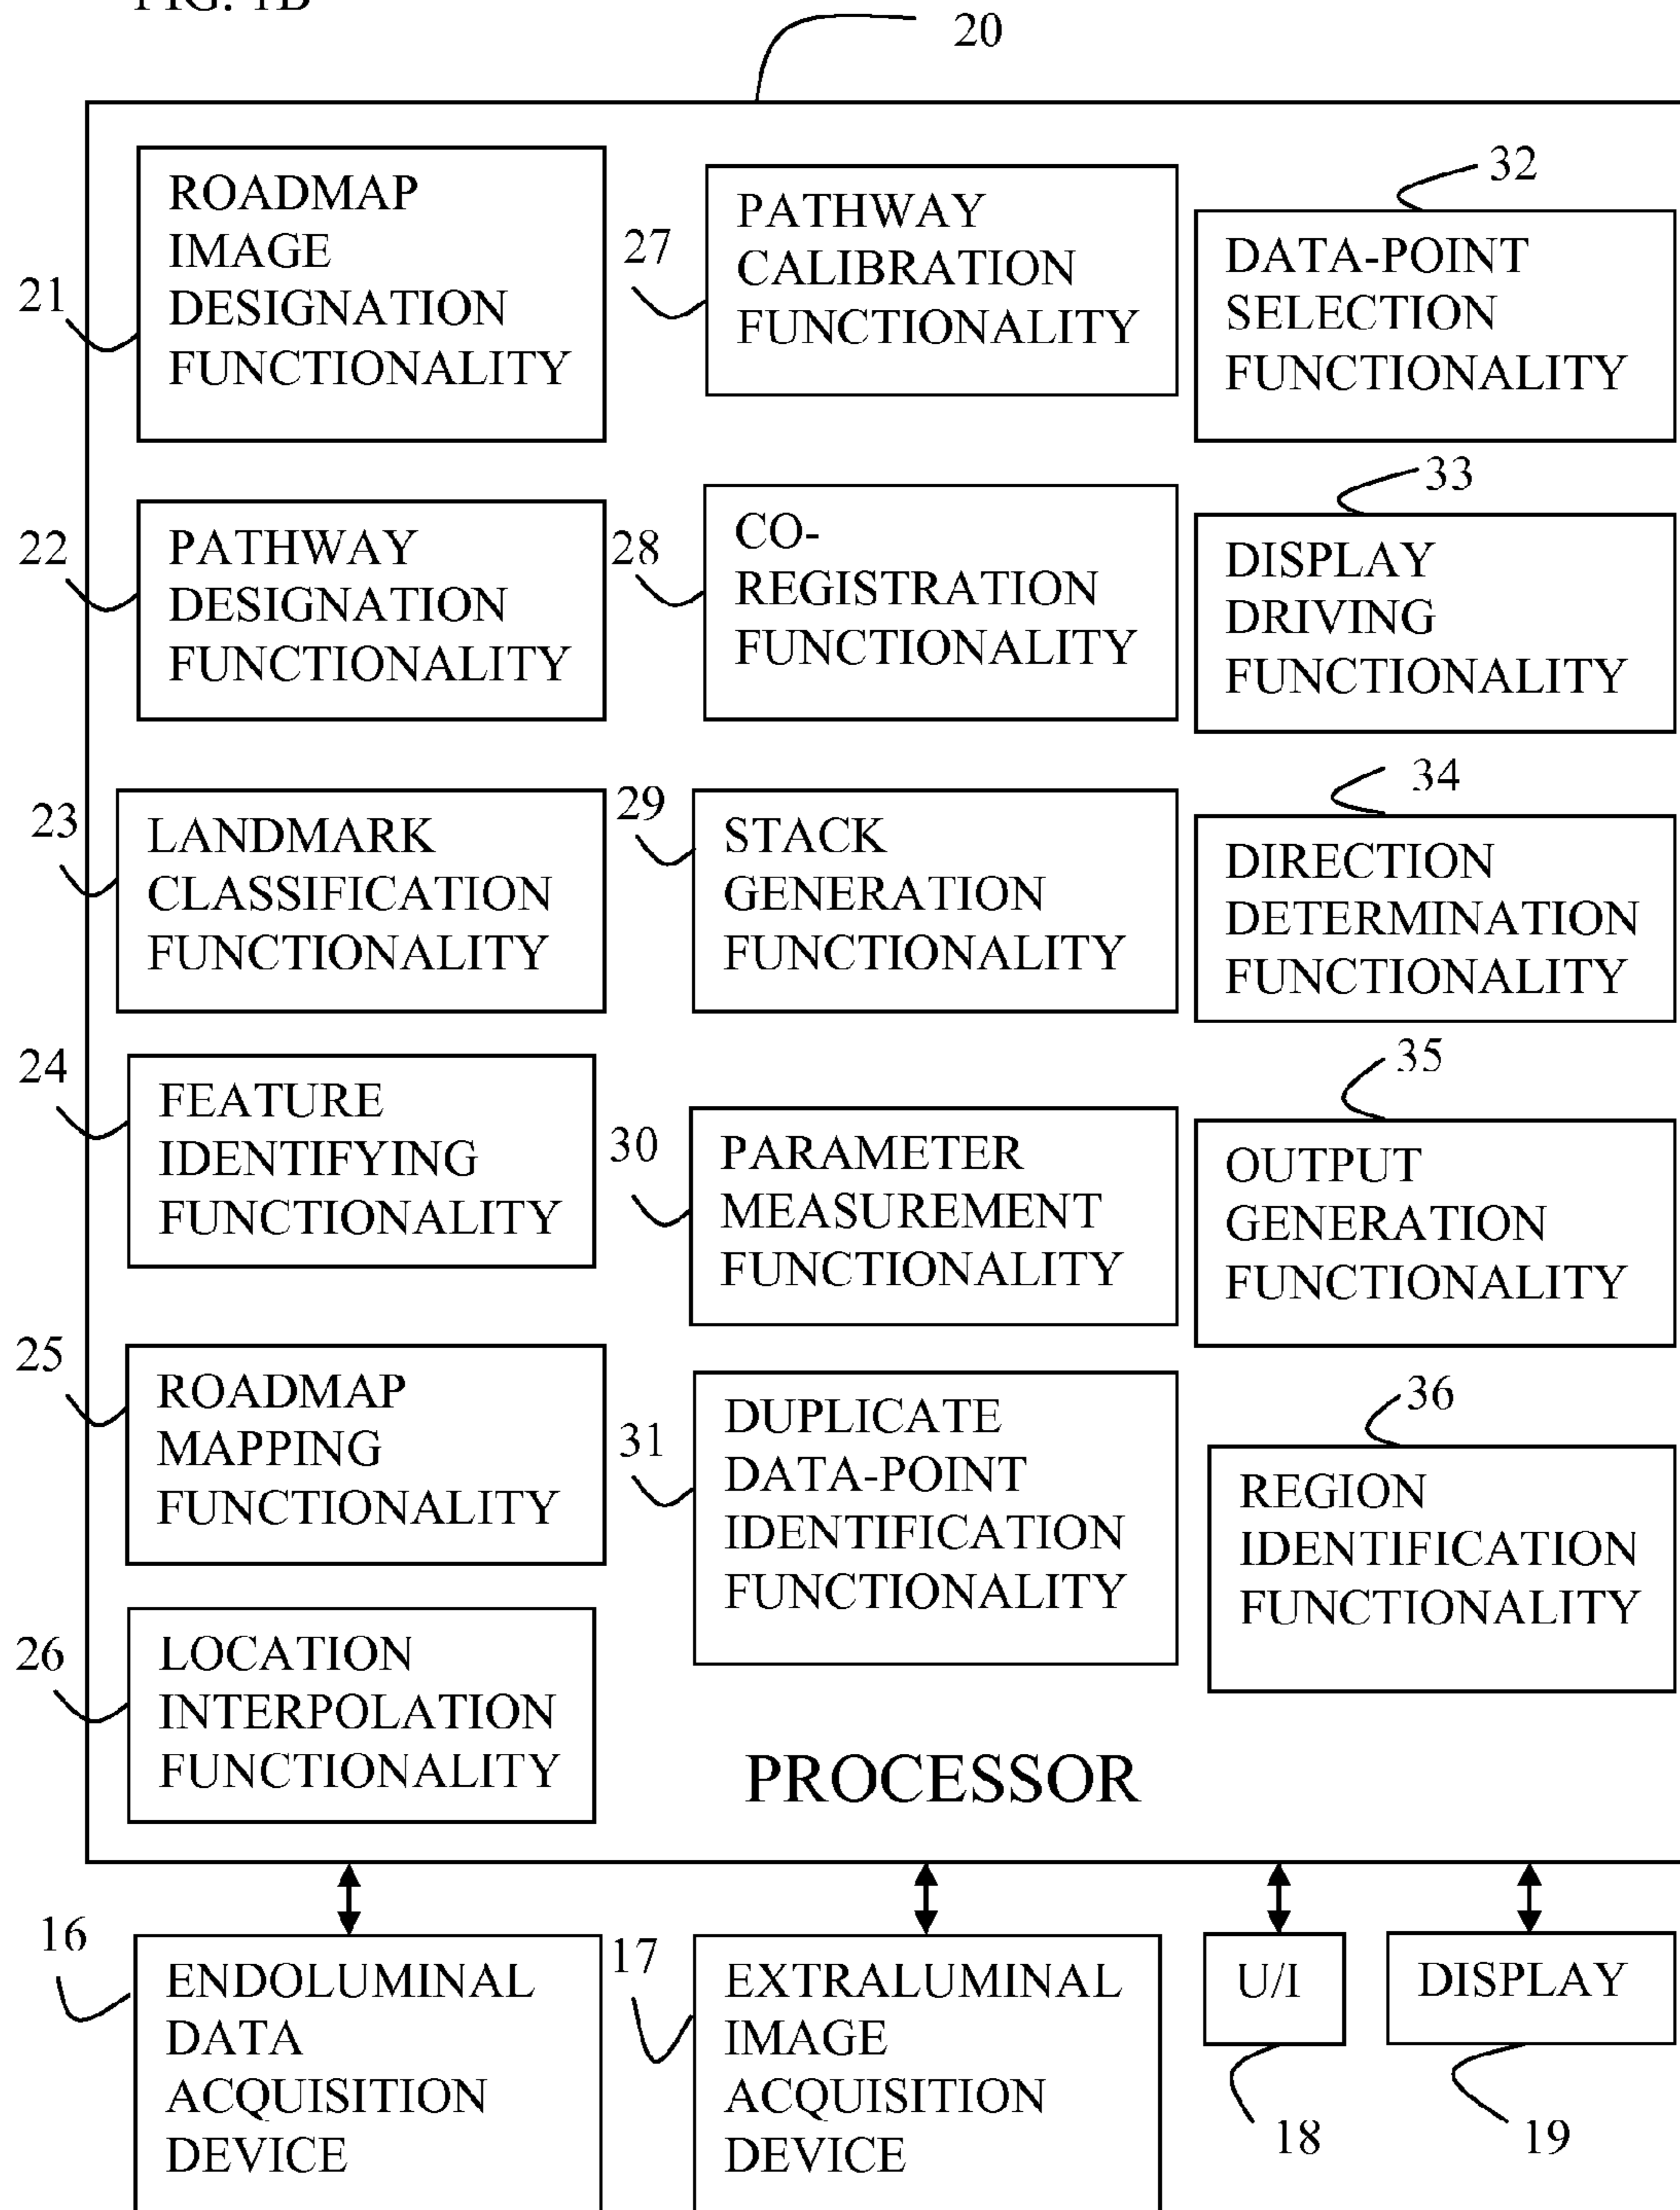 FIG. 1B
20
21
ROADMAP
IMAGE
DESIGNATION
FUNCTIONALITY
22
PATHWAY
DESIGNATION
FUNCTIONALITY
23
LANDMARK
CLASSIFICATION
FUNCTIONALITY
24
FEATURE
IDENTIFYING
FUNCTIONALITY
25
ROADMAP
MAPPING
FUNCTIONALITY
26
LOCATION
INTERPOLATION
FUNCTIONALITY
27
PATHWAY
CALIBRATION
FUNCTIONALITY
28
CO-
REGISTRATION
FUNCTIONALITY
29
STACK
GENERATION
FUNCTIONALITY
30
PARAMETER
MEASUREMENT
FUNCTIONALITY
31
DUPLICATE
DATA-POINT
IDENTIFICATION
FUNCTIONALITY
32
DATA-POINT
SELECTION
FUNCTIONALITY
33
DISPLAY
DRIVING
FUNCTIONALITY
34
DIRECTION
DETERMINATION
FUNCTIONALITY
35
OUTPUT
GENERATION
FUNCTIONALITY
36
REGION
IDENTIFICATION
FUNCTIONALITY
PROCESSOR
16
ENDOLUMINAL
DATA
ACQUISITION
DEVICE
17
EXTRALUMINAL
IMAGE
ACQUISITION
DEVICE
U/I
18
DISPLAY
19